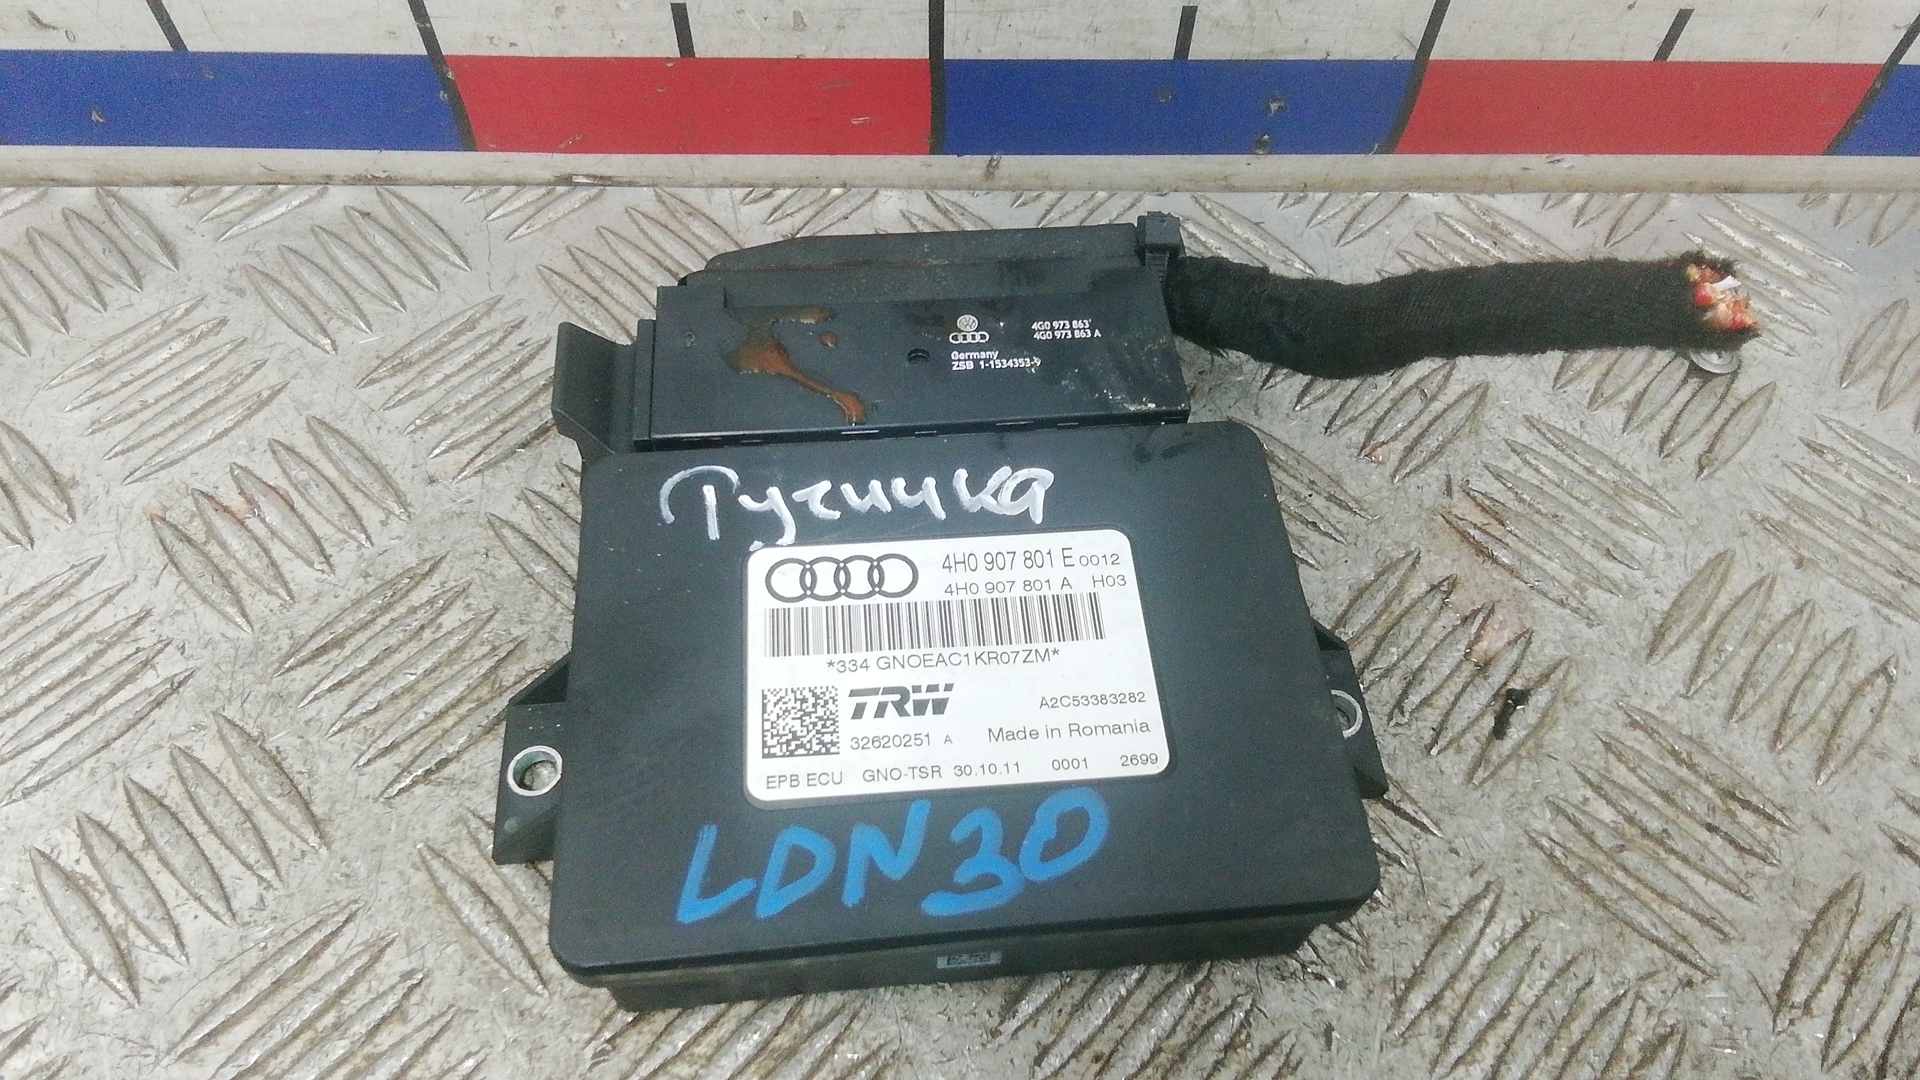 4G0 973 863
4G0 973 863 A
Germany
ZSB 1-1534353-9
Ручника
4H0 907 801 E 0012
4H0 907 801 A H03
*334 GNOEAC1KR07ZM*
TRW
A2C53383282
32620251 A
Made in Romania
EPB ECU GNO-TSR 30.10.11 0001 2699
LDN30